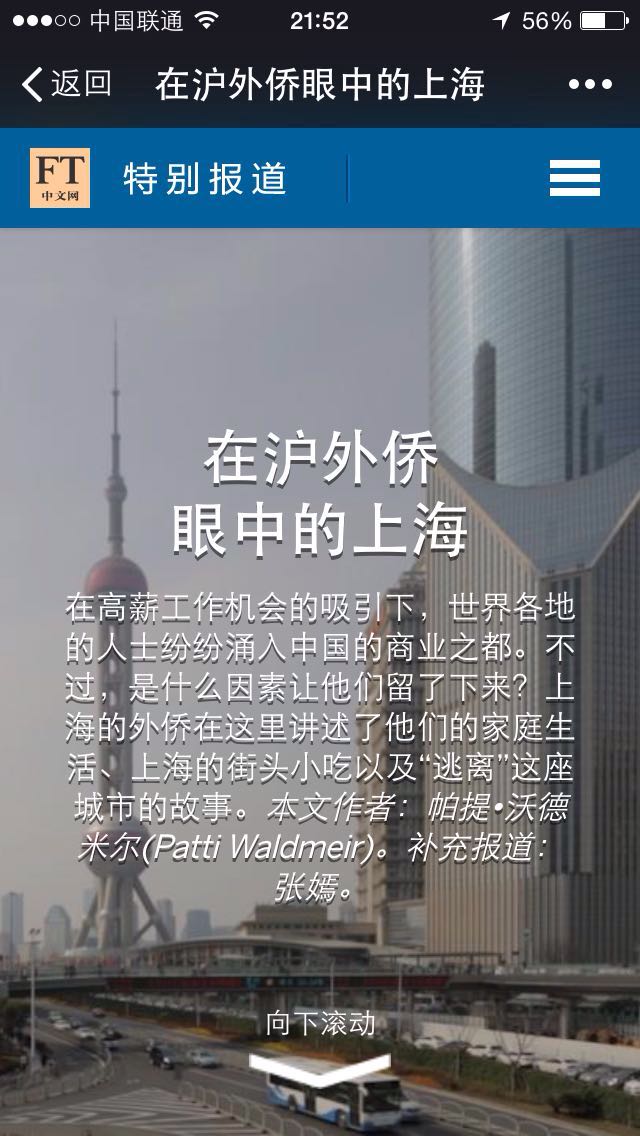 中国联通 21:52 56%
返回 在沪外侨眼中的上海
FT
中文网
特别报道
在沪外侨
眼中的上海
在高薪工作机会的吸引下，世界各地
的人士纷纷涌入中国的商业之都。不
过，是什么因素让他们留了下来？上
海的外侨在这里讲述了他们的家庭生
活、上海的街头小吃以及“逃离”这座
城市的故事。本文作者：帕提•沃德
米尔(Patti Waldmeir)。补充报道：
张嫣。
向下滚动